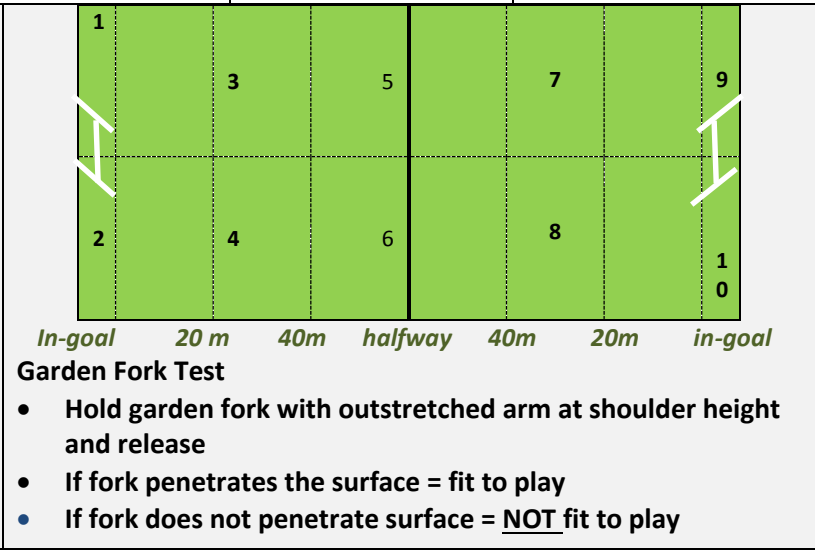 1
3 5 7 9
2 4 6 8
1
0
In-goal 20 m 40m halfway 40m 20m in-goal
Garden Fork Test
• Hold garden fork with outstretched arm at shoulder height
and release
• If fork penetrates the surface = fit to play
• If fork does not penetrate surface = NOT fit to play